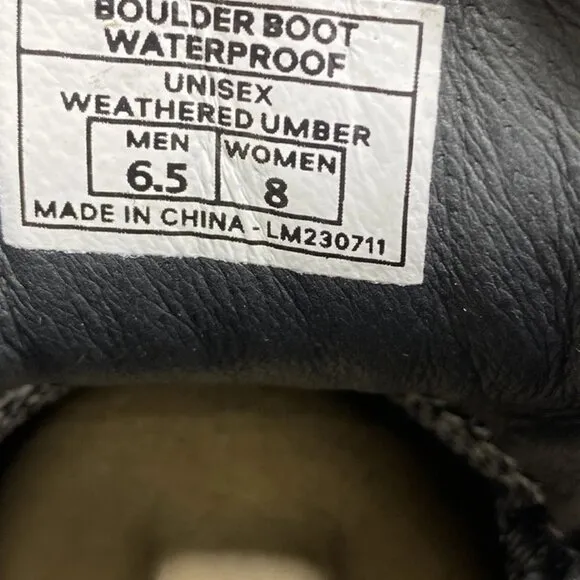 BOULDER BOOT
WATERPROOF
UNISEX
WEATHERED UMBER
MEN WOMEN
6.5 8
MADE IN CHINA - LM230711